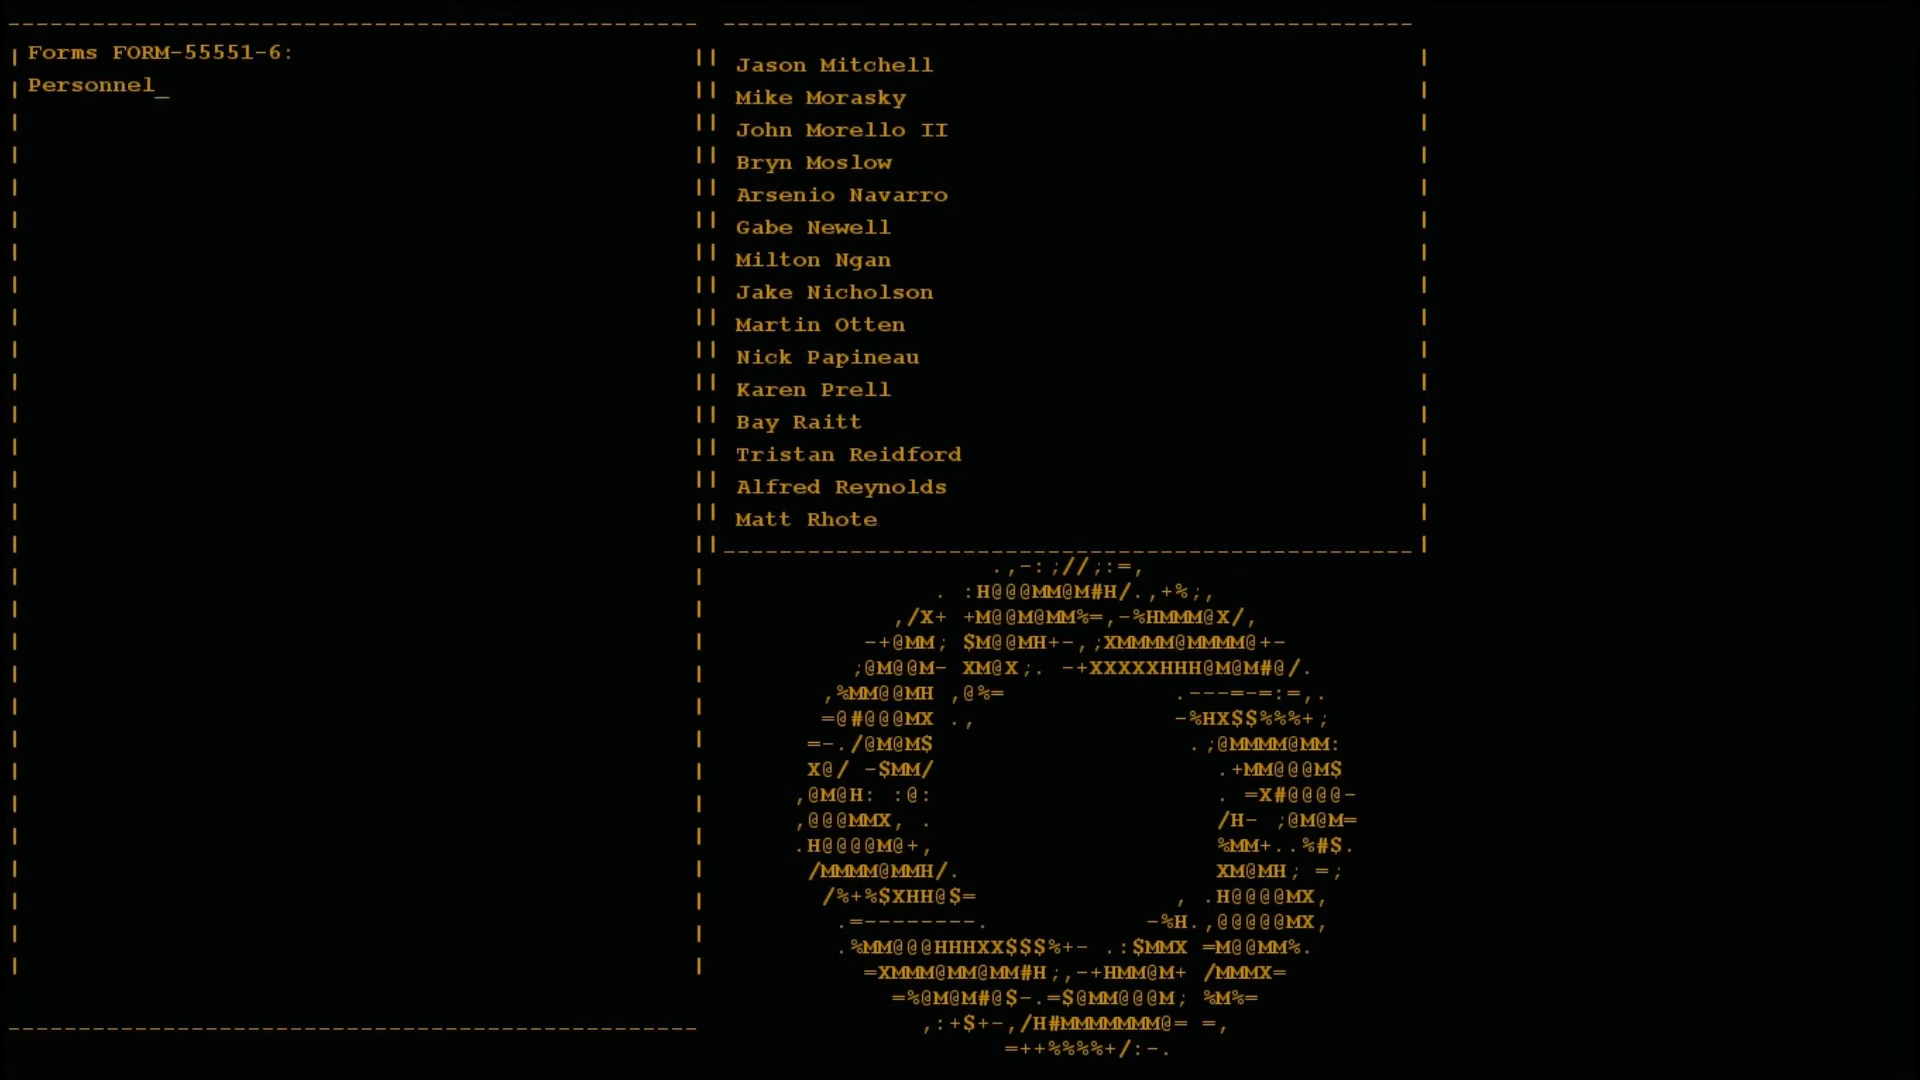 Forms FORM-55551-6:
Personnel_
Jason Mitchell
Mike Morasky
John Morello II
Bryn Moslow
Arsenio Navarro
Gabe Newell
Milton Ngan
Jake Nicholson
Martin Otten
Nick Papineau
Karen Prell
Bay Raitt
Tristan Reidford
Alfred Reynolds
Matt Rhote